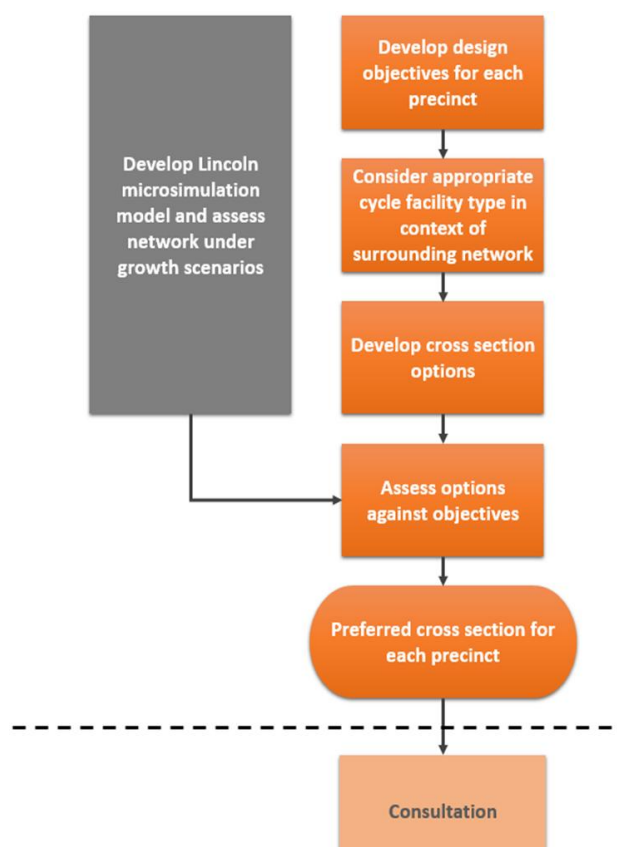 Develop Lincoln
microsimulation
model and assess
network under
growth scenarios
Develop design
objectives for each
precinct
Consider appropriate
cycle facility type in
context of
surrounding network
Develop cross section
options
Assess options
against objectives
Preferred cross section for
each precinct
Consultation